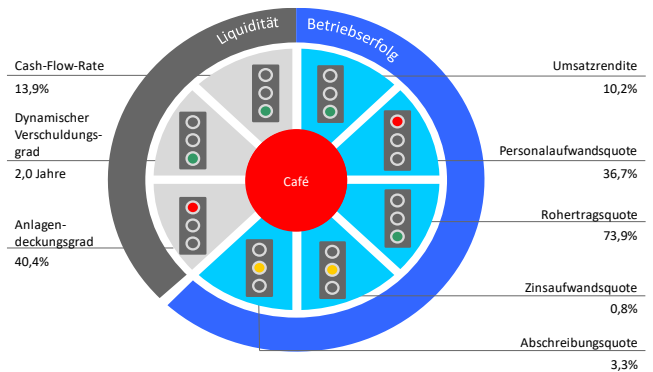 Liquidität
Betriebserfolg
Cash-Flow-Rate
13,9%
Dynamischer
Verschuldungs-
grad
2,0 Jahre
Anlagen-
deckungsgrad
40,4%
Café
Umsatzrendite
10,2%
Personalaufwandsquote
36,7%
Rohertragsquote
73,9%
Zinsaufwandsquote
0,8%
Abschreibungsquote
3,3%